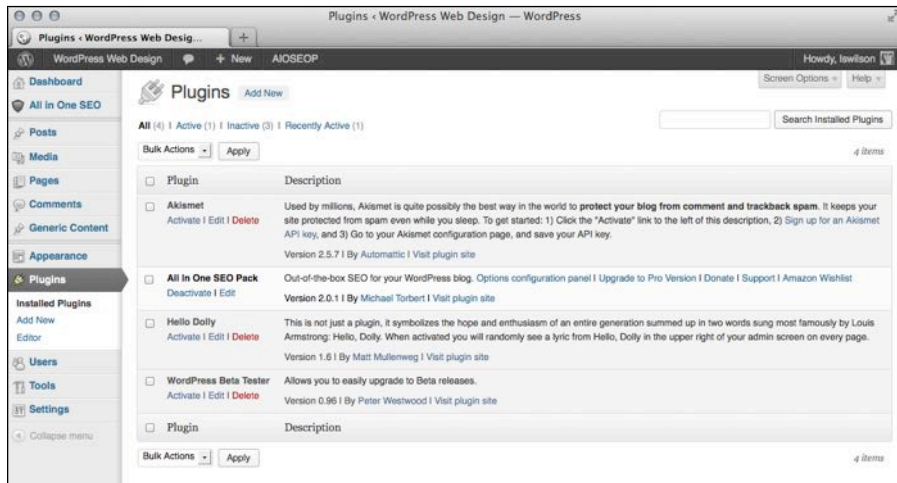 Plugins ‹ WordPress Web Design — WordPress
Plugins ‹ WordPress Web Desig...
+
WordPress Web Design + New AIOSEOP Howdy, lswilson
Screen Options Help
Dashboard
All in One SEO
Posts
Media
Pages
Comments
Generic Content
Appearance
Plugins
Installed Plugins
Add New
Editor
Users
Tools
Settings
Collapse menu
Plugins Add New
All (4) | Active (1) | Inactive (3) | Recently Active (1)
Search Installed Plugins
Bulk Actions Apply 4 items
Plugin Description
Akismet
Activate | Edit | Delete
Used by millions, Akismet is quite possibly the best way in the world to protect your blog from comment and trackback spam. It keeps your
site protected from spam even while you sleep. To get started: 1) Click the "Activate" link to the left of this description, 2) Sign up for an Akismet
API key, and 3) Go to your Akismet configuration page, and save your API key.
Version 2.5.7 | By Automattic | Visit plugin site
All In One SEO Pack
Deactivate | Edit
Out-of-the-box SEO for your WordPress blog. Options configuration panel | Upgrade to Pro Version | Donate | Support | Amazon Wishlist
Version 2.0.1 | By Michael Torbert | Visit plugin site
Hello Dolly
Activate | Edit | Delete
This is not just a plugin, it symbolizes the hope and enthusiasm of an entire generation summed up in two words sung most famously by Louis
Armstrong: Hello, Dolly. When activated you will randomly see a lyric from Hello, Dolly in the upper right of your admin screen on every page.
Version 1.6 | By Matt Mullenweg | Visit plugin site
WordPress Beta Tester
Activate | Edit | Delete
Allows you to easily upgrade to Beta releases.
Version 0.96 | By Peter Westwood | Visit plugin site
Plugin Description
Bulk Actions Apply 4 items